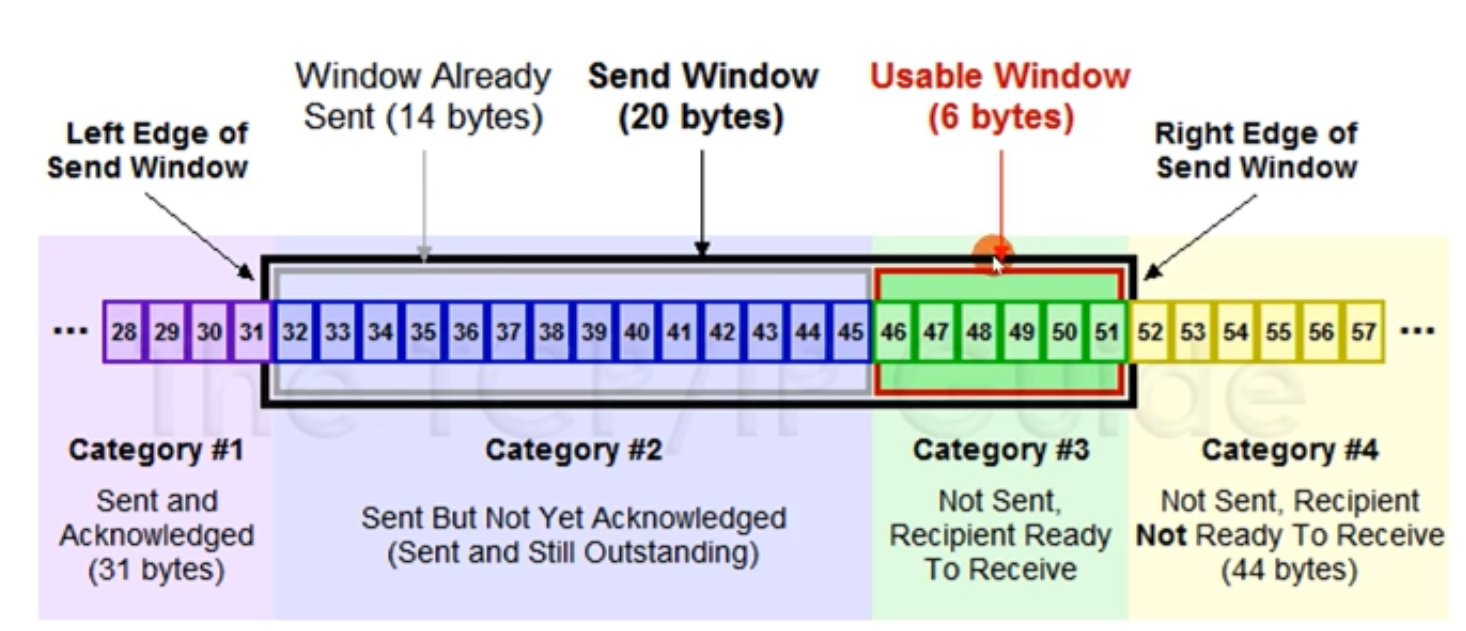 Window Already
Sent (14 bytes)
Send Window
(20 bytes)
Usable Window
(6 bytes)
Left Edge of
Send Window
Right Edge of
Send Window
... 28 29 30 31 32 33 34 35 36 37 38 39 40 41 42 43 44 45 46 47 48 49 50 51 52 53 54 55 56 57 ...
The TCP/IP Guide
Category #1
Sent and
Acknowledged
(31 bytes)
Category #2
Sent But Not Yet Acknowledged
(Sent and Still Outstanding)
Category #3
Not Sent,
Recipient Ready
To Receive
Category #4
Not Sent, Recipient
Not Ready To Receive
(44 bytes)